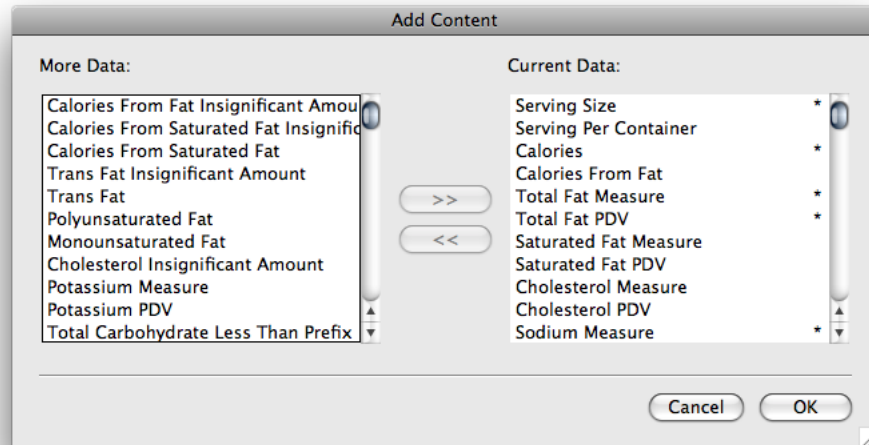 Add Content
More Data:
Calories From Fat Insignificant Amou
Calories From Saturated Fat Insignific
Calories From Saturated Fat
Trans Fat Insignificant Amount
Trans Fat
Polyunsaturated Fat
Monounsaturated Fat
Cholesterol Insignificant Amount
Potassium Measure
Potassium PDV
Total Carbohydrate Less Than Prefix
>>
<<
Current Data:
Serving Size *
Serving Per Container
Calories *
Calories From Fat
Total Fat Measure *
Total Fat PDV *
Saturated Fat Measure
Saturated Fat PDV
Cholesterol Measure
Cholesterol PDV
Sodium Measure *
Cancel OK